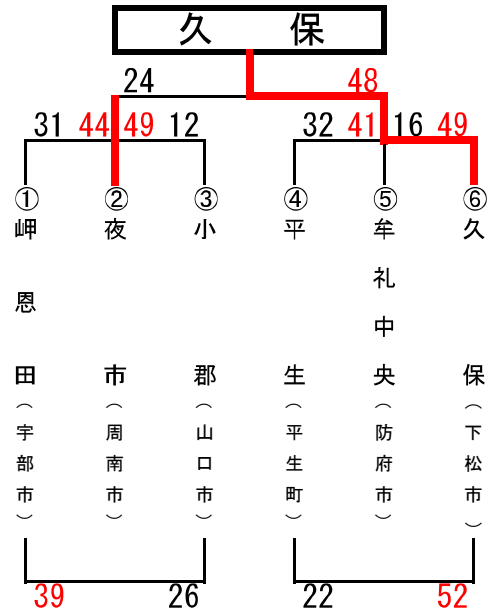 久 保
24 48
31 44 49 12 32 41 16 49
① ② ③ ④ ⑤ ⑥
岬恩田(宇部市)
夜市(周南市)
小郡(山口市)
平生(平生町)
牟礼中央(防府市)
久保(下松市)
39 26 22 52